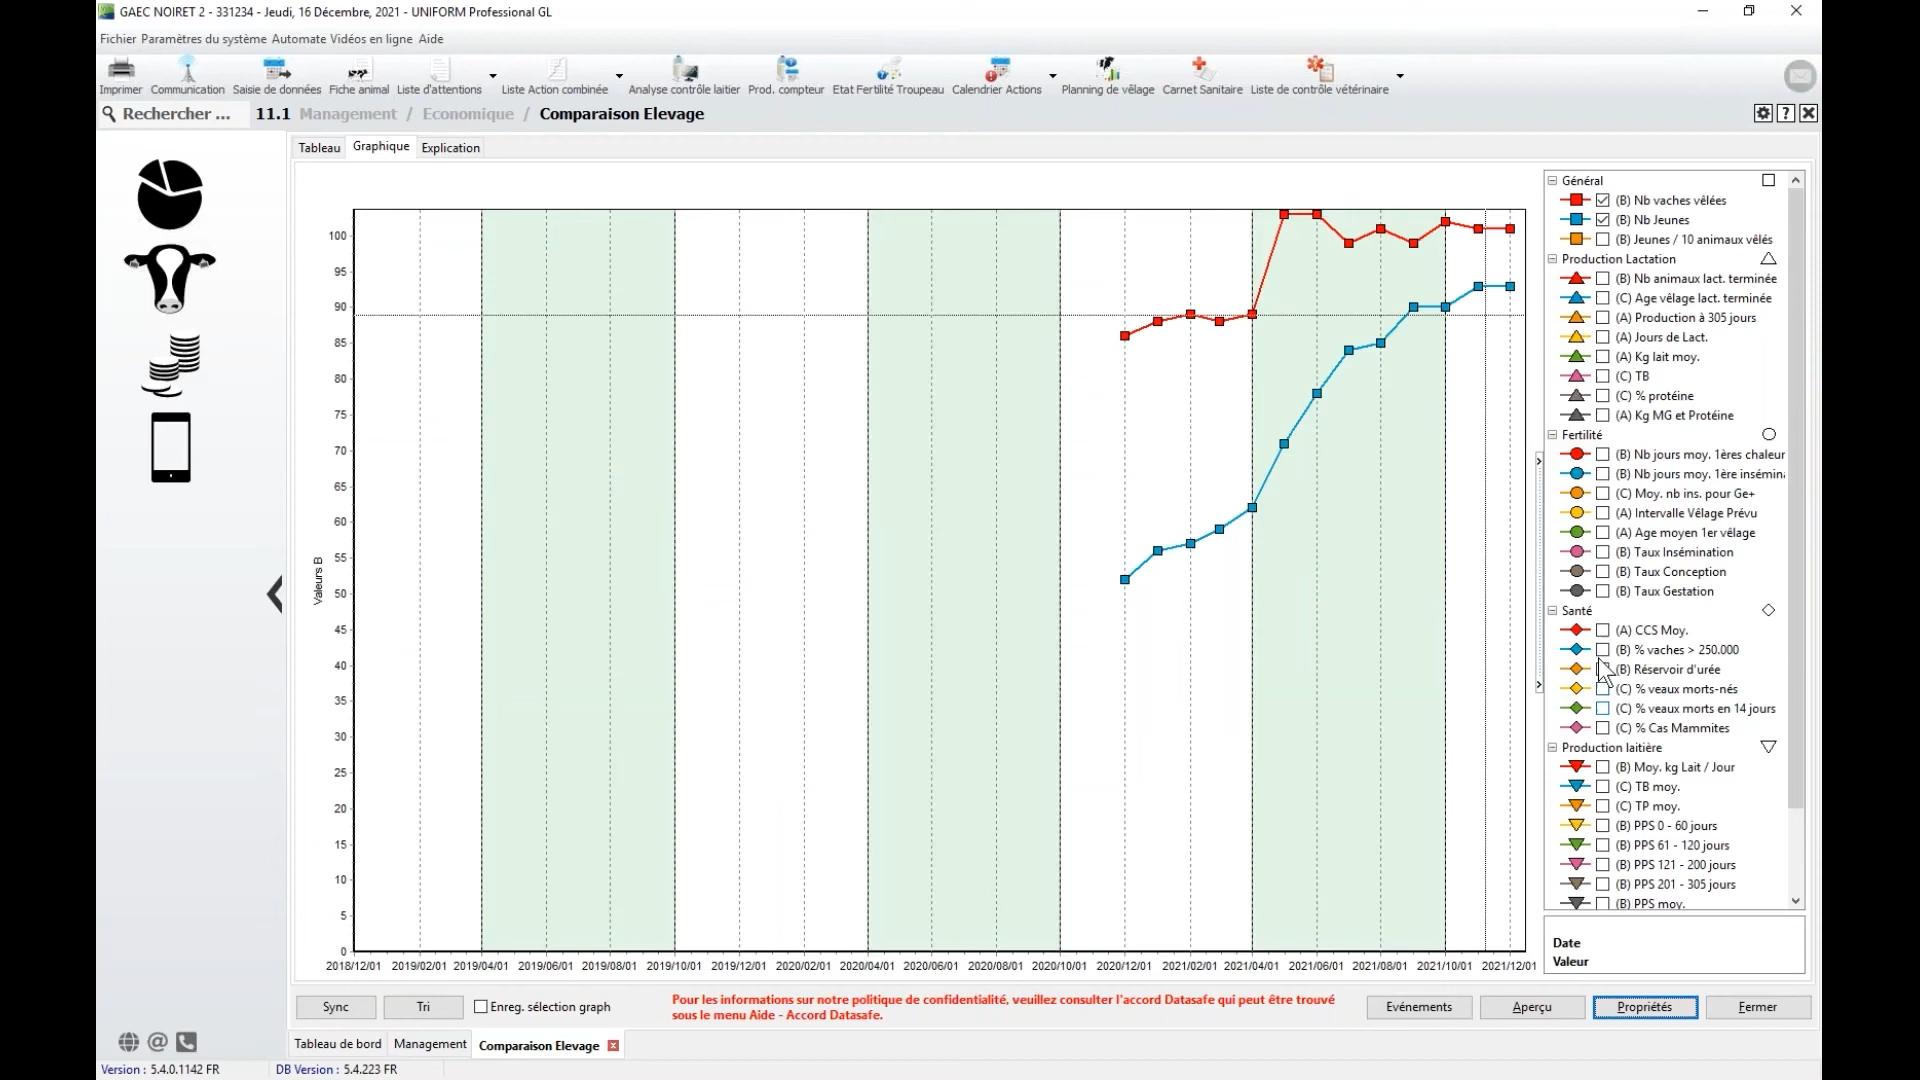 GAEC NOIRET 2 - 331234 - Jeudi, 16 Décembre, 2021 - UNIFORM Professional GL
Fichier Paramètres du système Automate Vidéos en ligne Aide
Imprimer Communication Saisie de données Fiche animal Liste d'attentions Liste Action combinée Analyse contrôle laitier Prod. compteur Etat Fertilité Troupeau Calendrier Actions Planning de vêlage Carnet Sanitaire Liste de contrôle vétérinaire
Rechercher ... 11.1 Management / Economique / Comparaison Elevage
Tableau Graphique Explication
Valeurs B
100
95
90
85
80
75
70
65
60
55
50
45
40
35
30
25
20
15
10
5
0
2018/12/01 2019/02/01 2019/04/01 2019/06/01 2019/08/01 2019/10/01 2019/12/01 2020/02/01 2020/04/01 2020/06/01 2020/08/01 2020/10/01 2020/12/01 2021/02/01 2021/04/01 2021/06/01 2021/08/01 2021/10/01 /2021/12/01
Général
(B) Nb vaches vêlées
(B) Nb Jeunes
(B) Jeunes / 10 animaux vêlés
Production Lactation
(B) Nb animaux lact. terminée
(C) Age vêlage lact. terminée
(A) Production à 305 jours
(A) Jours de Lact.
(A) Kg lait moy.
(C) TB
(C) % protéine
(A) Kg MG et Protéine
Fertilité
(B) Nb jours moy. 1ères chaleur
(B) Nb jours moy. 1ère insémin
(C) Moy. nb ins. pour Ge+
(A) Intervalle Vêlage Prévu
(A) Age moyen 1er vêlage
(B) Taux Insémination
(B) Taux Conception
(B) Taux Gestation
Santé
(A) CCS Moy.
(B) % vaches > 250.000
(B) Réservoir d'urée
(C) % veaux morts-nés
(C) % veaux morts en 14 jours
(C) % Cas Mammites
Production laitière
(B) Moy. kg Lait / Jour
(C) TB moy.
(C) TP moy.
(B) PPS 0 - 60 jours
(B) PPS 61 - 120 jours
(B) PPS 121 - 200 jours
(B) PPS 201 - 305 jours
(B) PPS moy.
Date
Valeur
Sync Tri Enreg. sélection graph
Pour les informations sur notre politique de confidentialité, veuillez consulter l'accord Datasafe qui peut être trouvé
sous le menu Aide - Accord Datasafe.
Evénements Aperçu Propriétés Fermer
Tableau de bord Management Comparaison Elevage
Version : 5.4.0.1142 FR DB Version : 5.4.223 FR